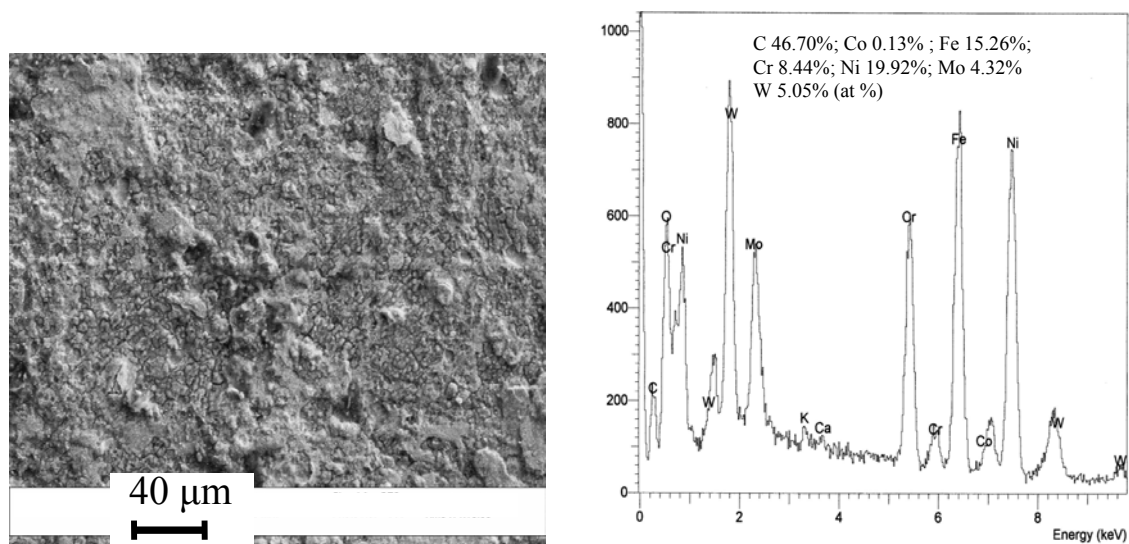 40 μm
C 46.70%; Co 0.13% ; Fe 15.26%;
Cr 8.44%; Ni 19.92%; Mo 4.32%
W 5.05% (at %)
1000
800
600
400
200
0
W
Fe
Ni
O
Cr
Ni
Mo
Cr
C
W
K
Ca
Cr
Co
W
W
0
2
4
6
8
Energy (keV)